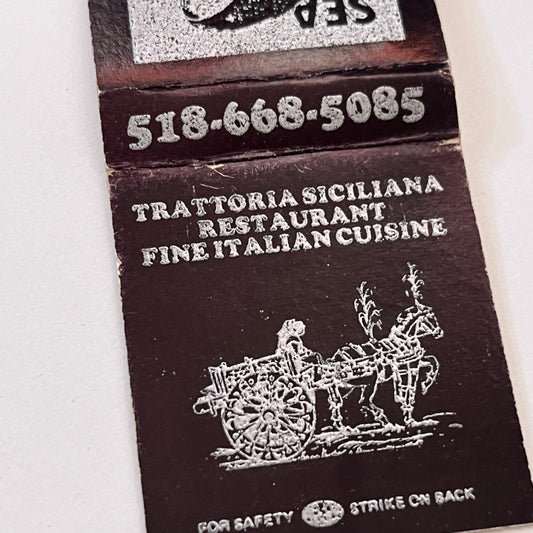 SEA
518-668-5085
TRATTORIA SICILIANA
RESTAURANT
FINE ITALIAN CUISINE
FOR SAFETY STRIKE ON BACK